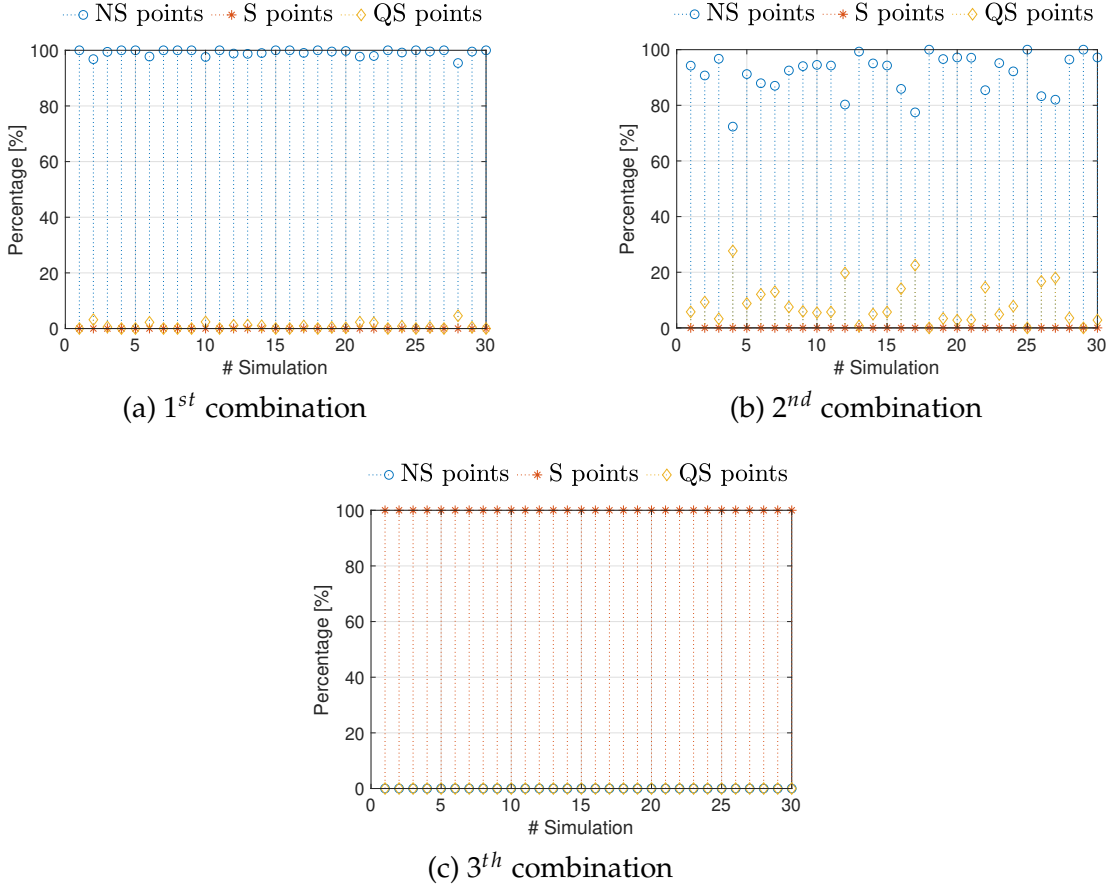 NS points S points QS points
100
80
60
40
20
0
Percentage [%]
0 5 10 15 20 25 30
# Simulation
(a) 1st combination
NS points S points QS points
100
80
60
40
20
0
Percentage [%]
0 5 10 15 20 25 30
# Simulation
(b) 2nd combination
NS points S points QS points
100
80
60
40
20
0
Percentage [%]
0 5 10 15 20 25 30
# Simulation
(c) 3th combination